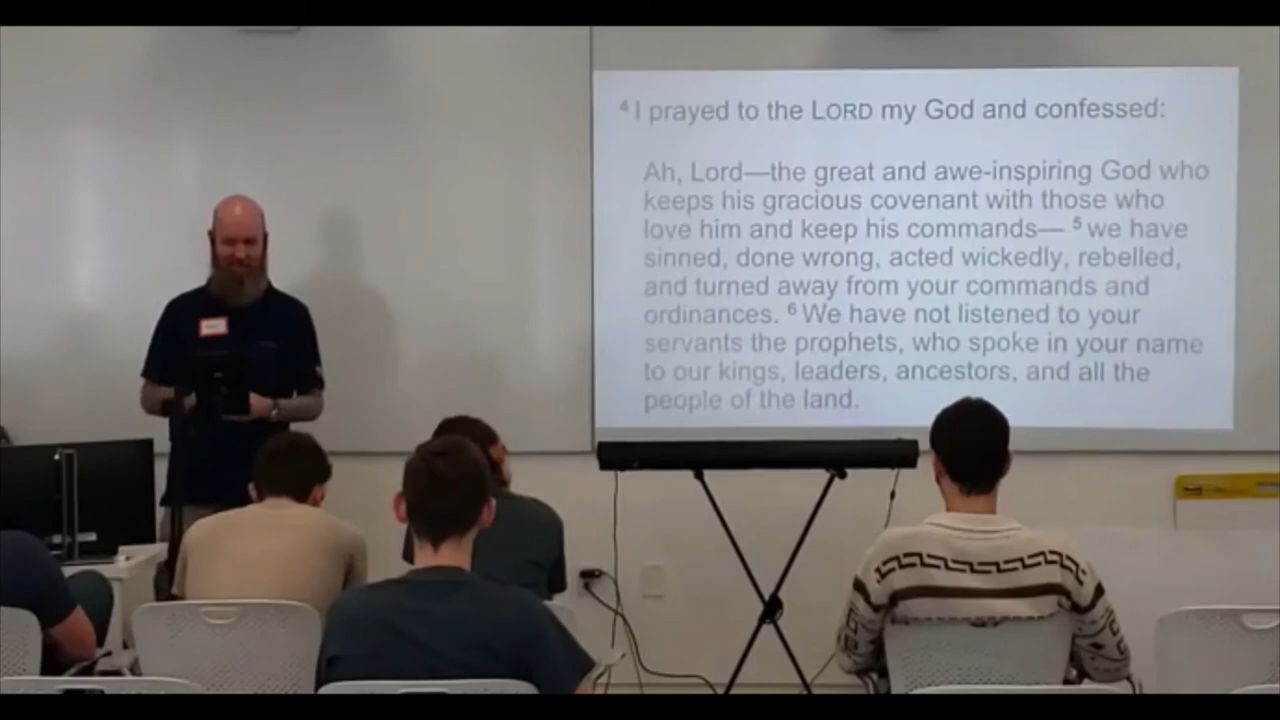 ⁴ I prayed to the LORD my God and confessed:
Ah, Lord—the great and awe-inspiring God who
keeps his gracious covenant with those who
love him and keep his commands— ⁵ we have
sinned, done wrong, acted wickedly, rebelled,
and turned away from your commands and
ordinances. ⁶ We have not listened to your
servants the prophets, who spoke in your name
to our kings, leaders, ancestors, and all the
people of the land.